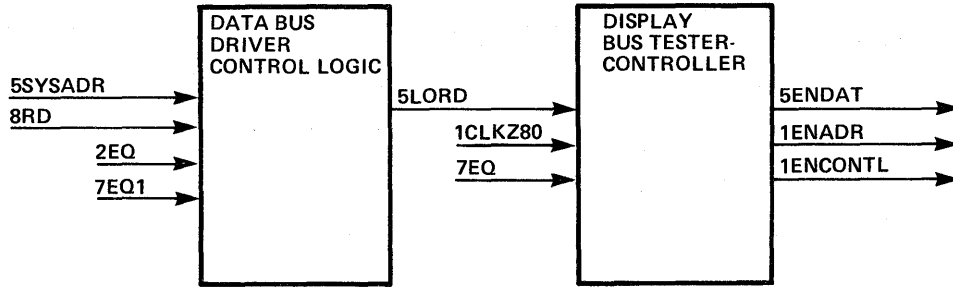 DATA BUS
DRIVER
CONTROL LOGIC
DISPLAY
BUS TESTER-
CONTROLLER
5SYSADR
8RD
2EQ
7EQ1
5LORD
1CLKZ80
7EQ
5ENDAT
1ENADR
1ENCONTL